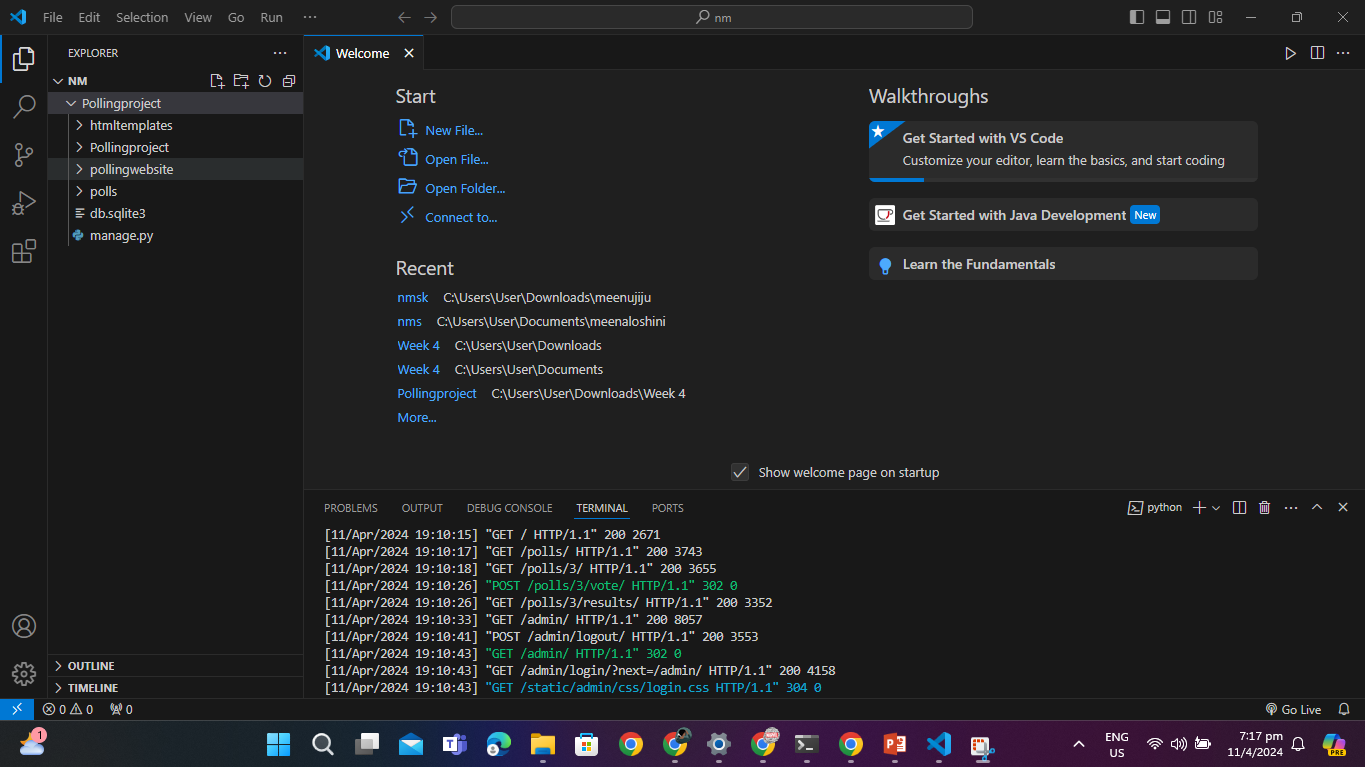 File Edit Selection View Go Run ···
nm
EXPLORER
NM
Pollingproject
htmltemplates
Pollingproject
pollingwebsite
polls
db.sqlite3
manage.py
OUTLINE
TIMELINE
Welcome
Start
New File...
Open File...
Open Folder...
Connect to...
Recent
nmsk C:\Users\User\Downloads\meenujiju
nms C:\Users\User\Documents\meenaloshini
Week 4 C:\Users\User\Downloads
Week 4 C:\Users\User\Documents
Pollingproject C:\Users\User\Downloads\Week 4
More...
Walkthroughs
Get Started with VS Code
Customize your editor, learn the basics, and start coding
Get Started with Java Development New
Learn the Fundamentals
Show welcome page on startup
PROBLEMS OUTPUT DEBUG CONSOLE TERMINAL PORTS
python
[11/Apr/2024 19:10:15] "GET / HTTP/1.1" 200 2671
[11/Apr/2024 19:10:17] "GET /polls/ HTTP/1.1" 200 3743
[11/Apr/2024 19:10:18] "GET /polls/3/ HTTP/1.1" 200 3655
[11/Apr/2024 19:10:26] "POST /polls/3/vote/ HTTP/1.1" 302 0
[11/Apr/2024 19:10:26] "GET /polls/3/results/ HTTP/1.1" 200 3352
[11/Apr/2024 19:10:33] "GET /admin/ HTTP/1.1" 200 8057
[11/Apr/2024 19:10:41] "POST /admin/logout/ HTTP/1.1" 200 3553
[11/Apr/2024 19:10:43] "GET /admin/ HTTP/1.1" 302 0
[11/Apr/2024 19:10:43] "GET /admin/login/?next=/admin/ HTTP/1.1" 200 4158
[11/Apr/2024 19:10:43] "GET /static/admin/css/login.css HTTP/1.1" 304 0
0 0 0
Go Live
1
ENG
US
7:17 pm
11/4/2024
PRE